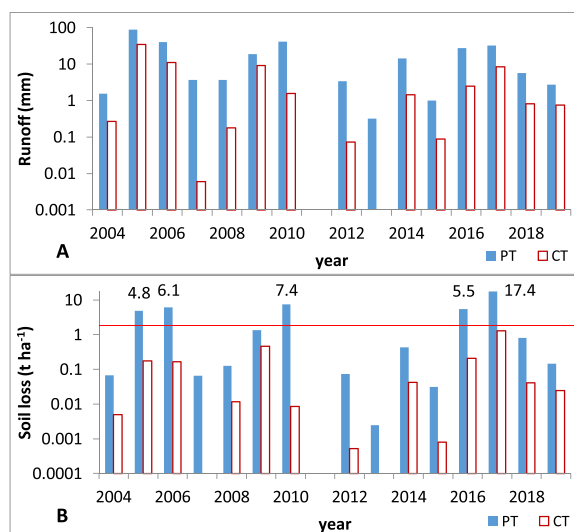 100
10
1
0.1
0.01
0.001
Runoff (mm)
2004 2006 2008 2010 2012 2014 2016 2018
A
year
PT CT
4.8 6.1 7.4 5.5 17.4
10
1
0.1
0.01
0.001
0.0001
Soil loss (t ha⁻¹)
2004 2006 2008 2010 2012 2014 2016 2018
B
year
PT CT